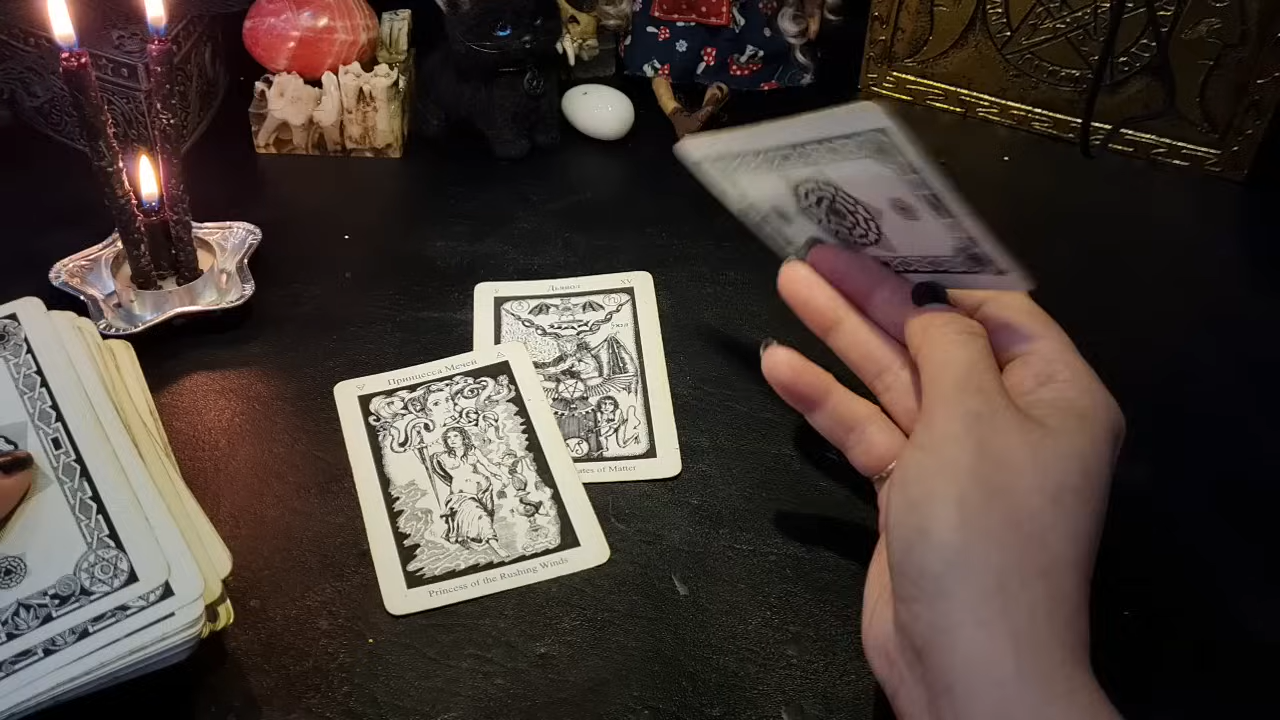 Дьявол XV
ates of Matter
Принцесса Мечей
Princess of the Rushing Winds